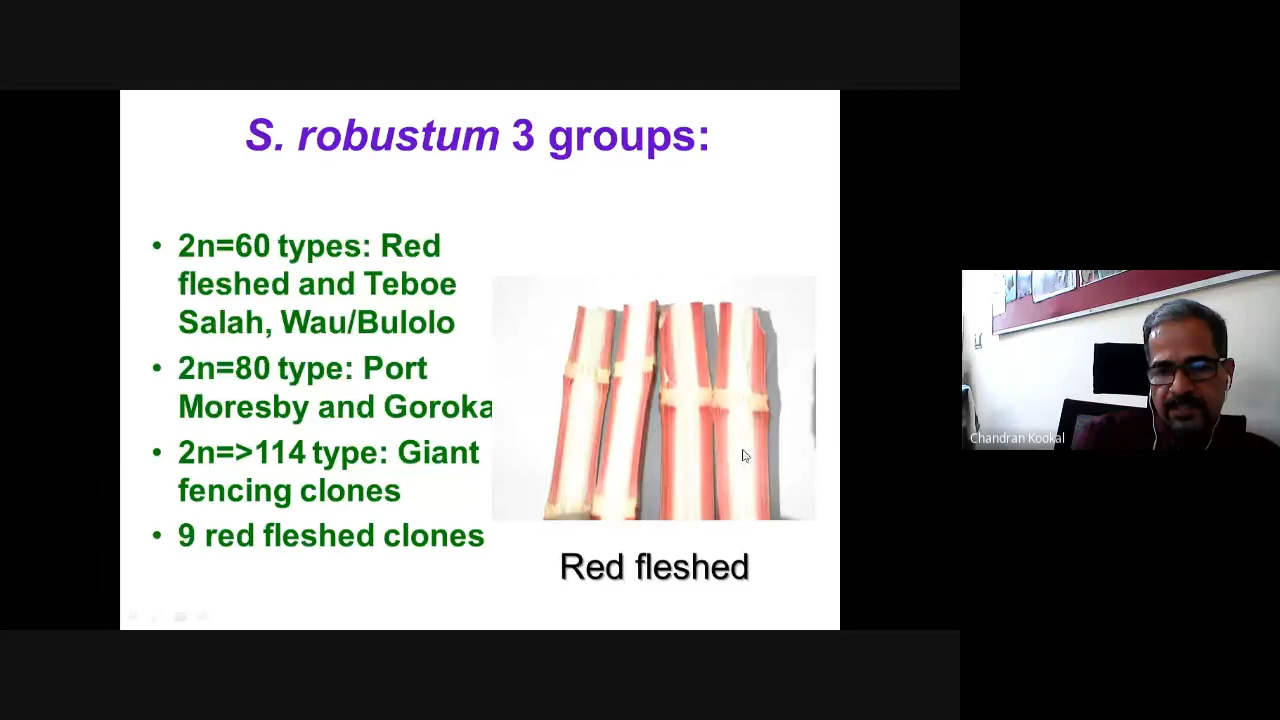 S. robustum 3 groups:
• 2n=60 types: Red
fleshed and Teboe
Salah, Wau/Bulolo
• 2n=80 type: Port
Moresby and Goroka
• 2n=>114 type: Giant
fencing clones
• 9 red fleshed clones
Red fleshed
Chandran Kookal